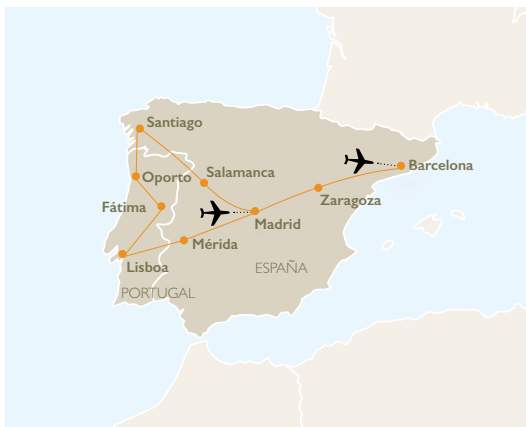 Santiago
Barcelona
Salamanca
Oporto
Zaragoza
Fátima
Madrid
Mérida
Lisboa
ESPAÑA
PORTUGAL